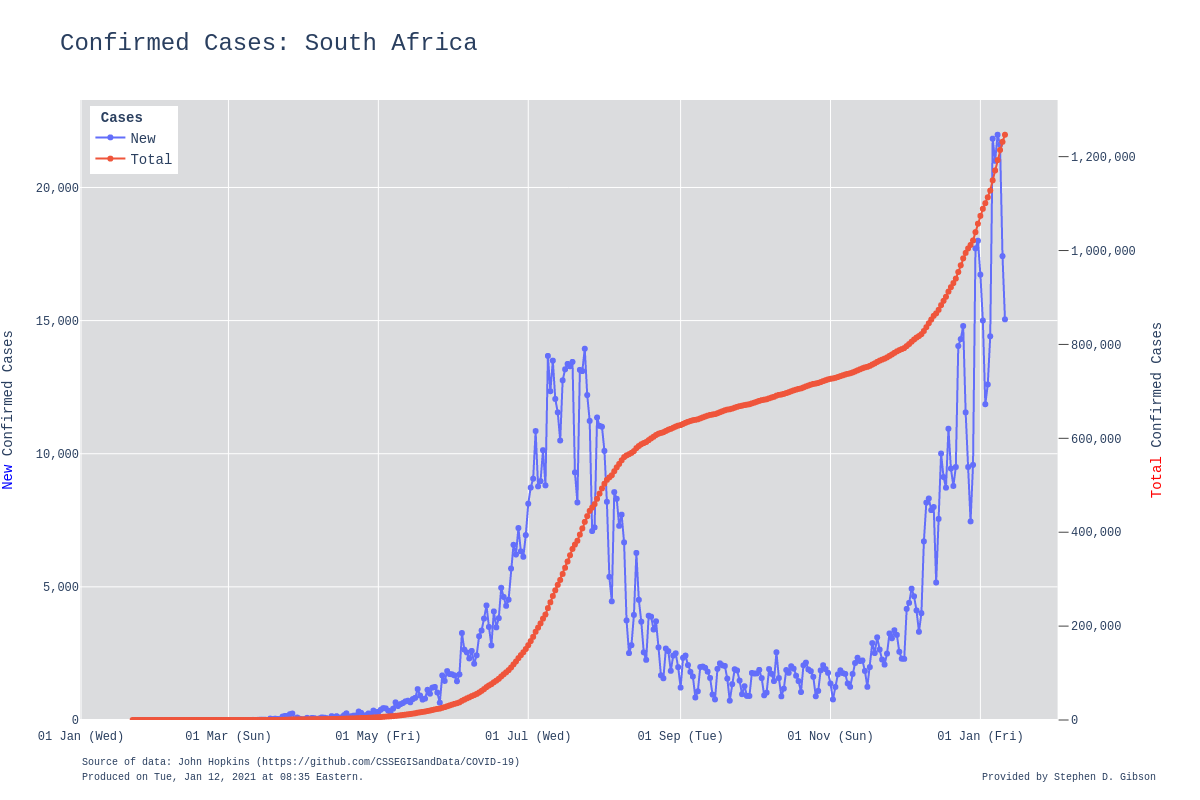 Confirmed Cases: South Africa
Cases
New
Total
20,000
15,000
10,000
5,000
0
New Confirmed Cases
1,200,000
1,000,000
800,000
600,000
400,000
200,000
0
Total Confirmed Cases
01 Jan (Wed) 01 Mar (Sun) 01 May (Fri) 01 Jul (Wed) 01 Sep (Tue) 01 Nov (Sun) 01 Jan (Fri)
Source of data: John Hopkins (https://github.com/CSSEGISandData/COVID-19)
Produced on Tue, Jan 12, 2021 at 08:35 Eastern.
Provided by Stephen D. Gibson